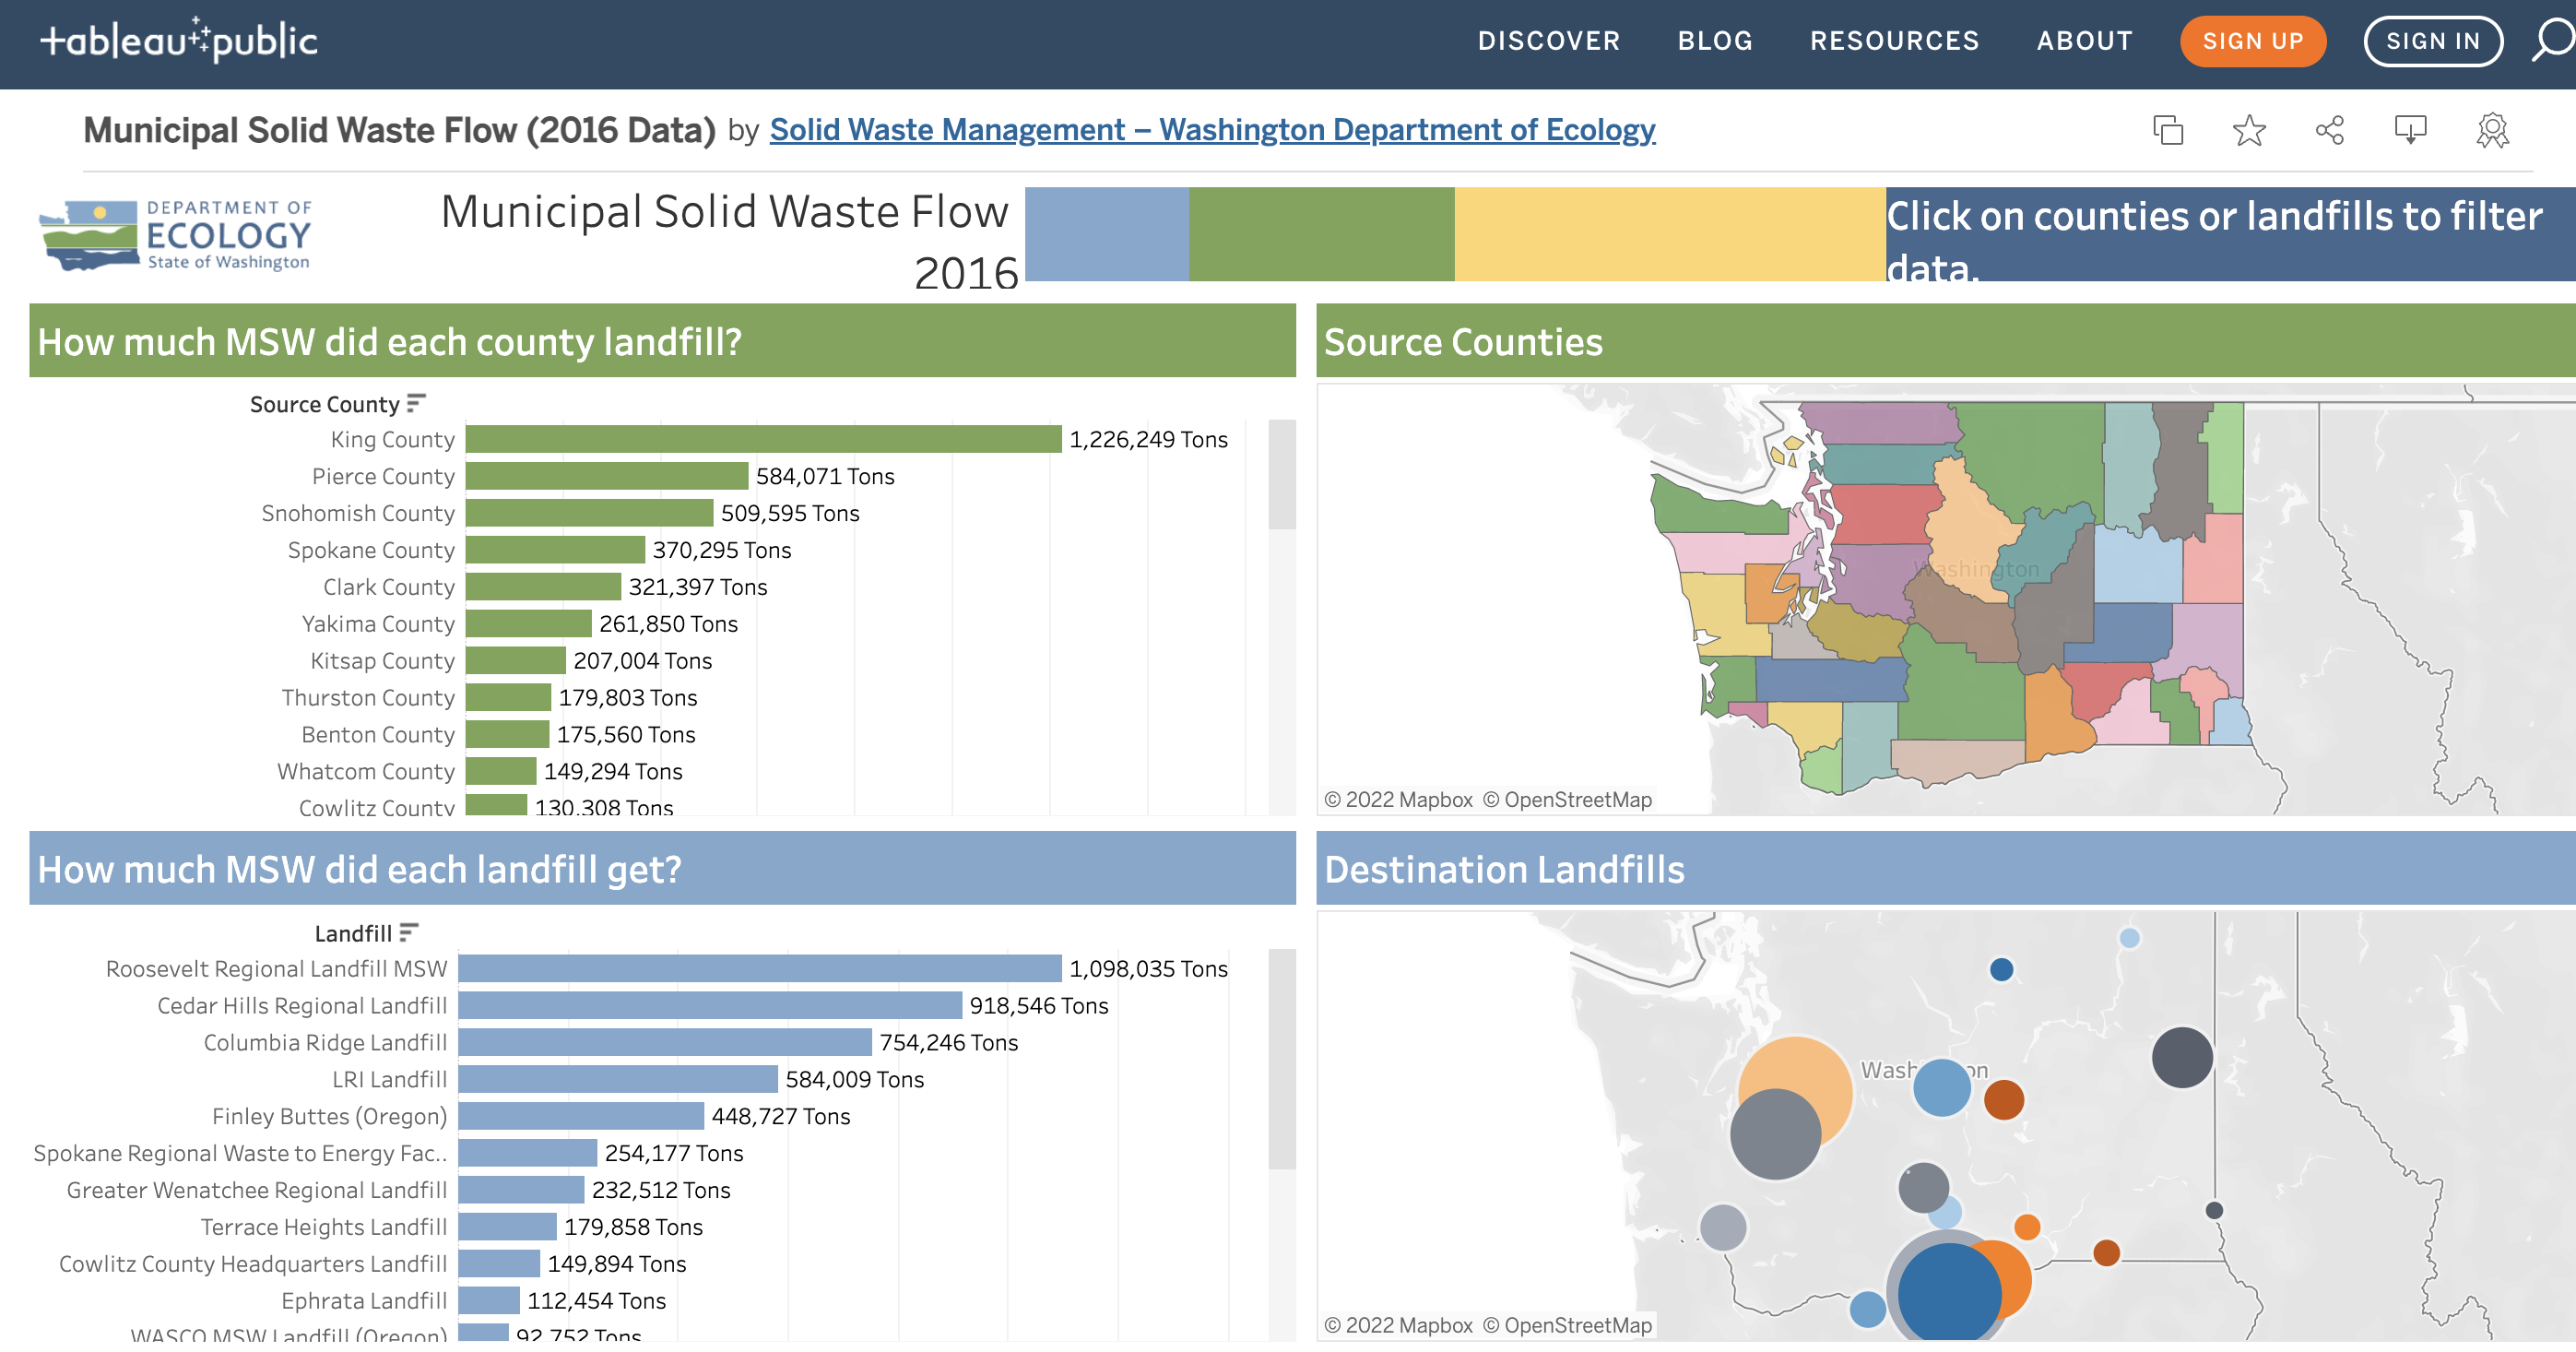 tableau public
DISCOVER BLOG RESOURCES ABOUT SIGN UP SIGN IN
Municipal Solid Waste Flow (2016 Data) by Solid Waste Management – Washington Department of Ecology
DEPARTMENT OF
ECOLOGY
State of Washington
Municipal Solid Waste Flow
2016
Click on counties or landfills to filter
data.
How much MSW did each county landfill?
Source County
King County 1,226,249 Tons
Pierce County 584,071 Tons
Snohomish County 509,595 Tons
Spokane County 370,295 Tons
Clark County 321,397 Tons
Yakima County 261,850 Tons
Kitsap County 207,004 Tons
Thurston County 179,803 Tons
Benton County 175,560 Tons
Whatcom County 149,294 Tons
Cowlitz County 130,308 Tons
Source Counties
Washington
© 2022 Mapbox © OpenStreetMap
How much MSW did each landfill get?
Landfill
Roosevelt Regional Landfill MSW 1,098,035 Tons
Cedar Hills Regional Landfill 918,546 Tons
Columbia Ridge Landfill 754,246 Tons
LRI Landfill 584,009 Tons
Finley Buttes (Oregon) 448,727 Tons
Spokane Regional Waste to Energy Fac..  254,177 Tons
Greater Wenatchee Regional Landfill 232,512 Tons
Terrace Heights Landfill 179,858 Tons
Cowlitz County Headquarters Landfill 149,894 Tons
Ephrata Landfill 112,454 Tons
WASCO MSW Landfill (Oregon) 92,752 Tons
Destination Landfills
Wash on
© 2022 Mapbox © OpenStreetMap